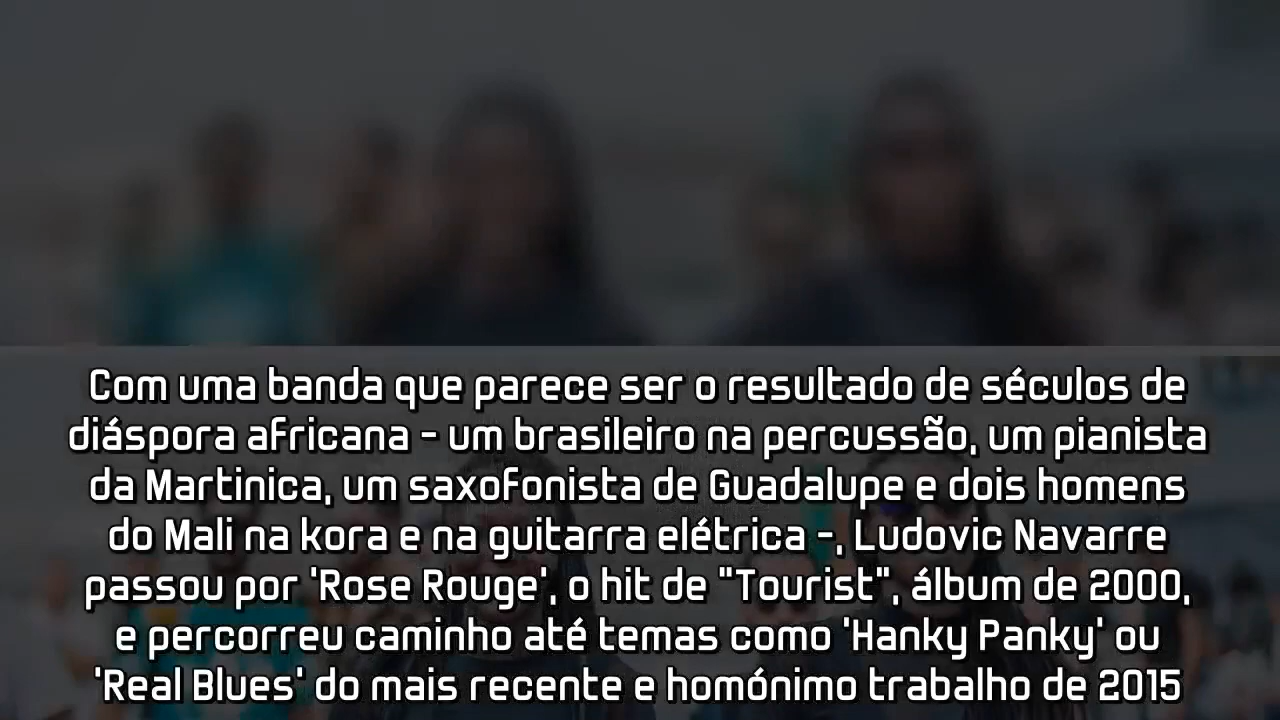 Com uma banda que parece ser o resultado de séculos de
diáspora africana - um brasileiro na percussão, um pianista
da Martinica, um saxofonista de Guadalupe e dois homens
do Mali na kora e na guitarra elétrica -, Ludovic Navarre
passou por 'Rose Rouge', o hit de "Tourist", álbum de 2000,
e percorreu caminho até temas como 'Hanky Panky' ou
'Real Blues' do mais recente e homónimo trabalho de 2015